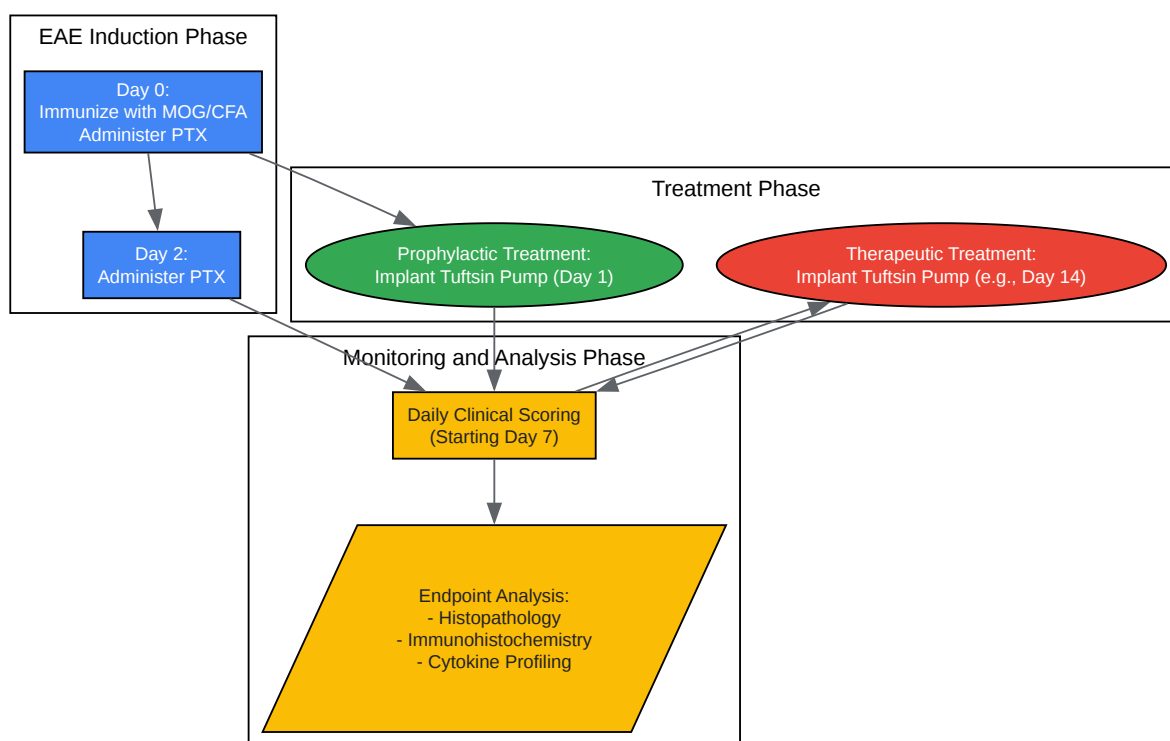 EAE Induction Phase
Day 0:
Immunize with MOG/CFA
Administer PTX
Day 2:
Administer PTX
Treatment Phase
Prophylactic Treatment:
Implant Tuftsin Pump (Day 1)
Therapeutic Treatment:
Implant Tuftsin Pump (e.g., Day 14)
Monitoring and Analysis Phase
Daily Clinical Scoring
(Starting Day 7)
Endpoint Analysis:
- Histopathology
- Immunohistochemistry
- Cytokine Profiling